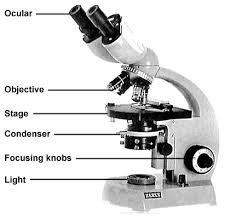 Ocular
Objective
Stage
Condenser
Focusing knobs
Light